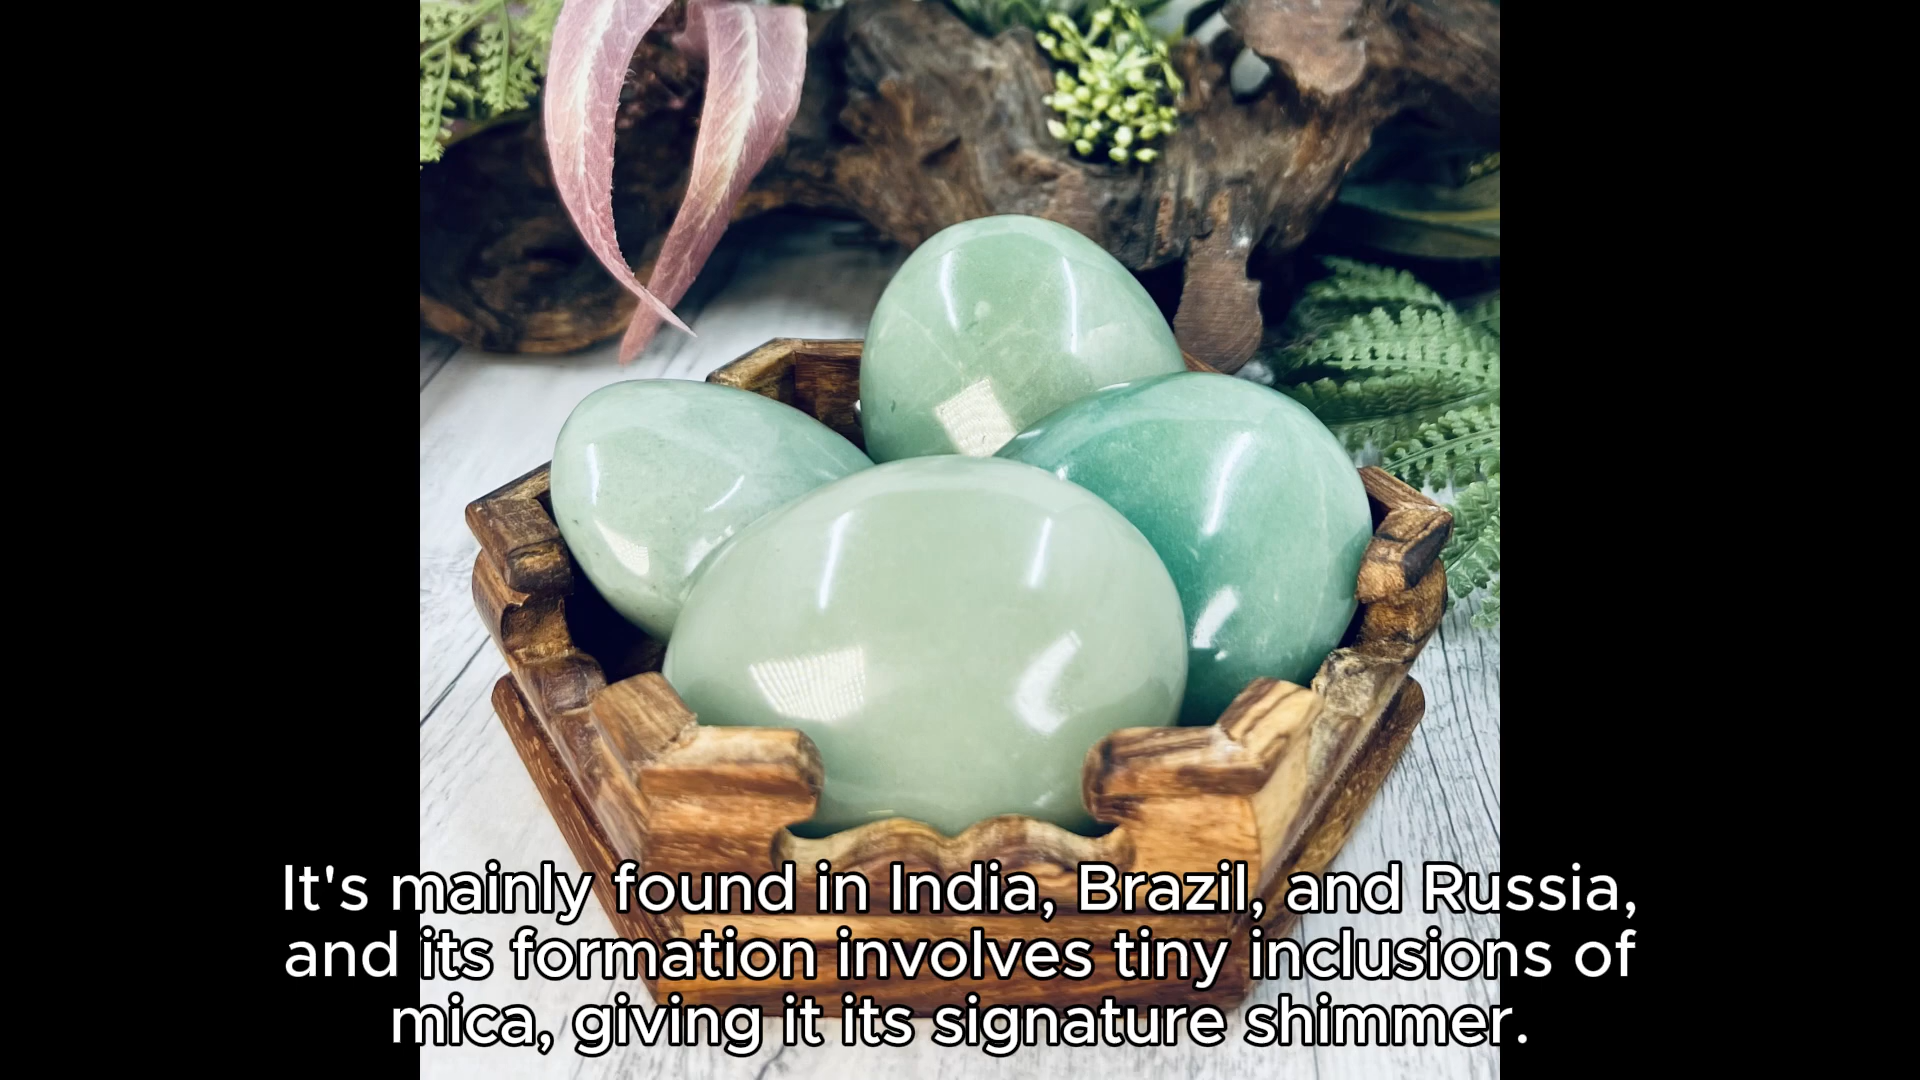 It's mainly found in India, Brazil, and Russia,
and its formation involves tiny inclusions of
mica, giving it its signature shimmer.